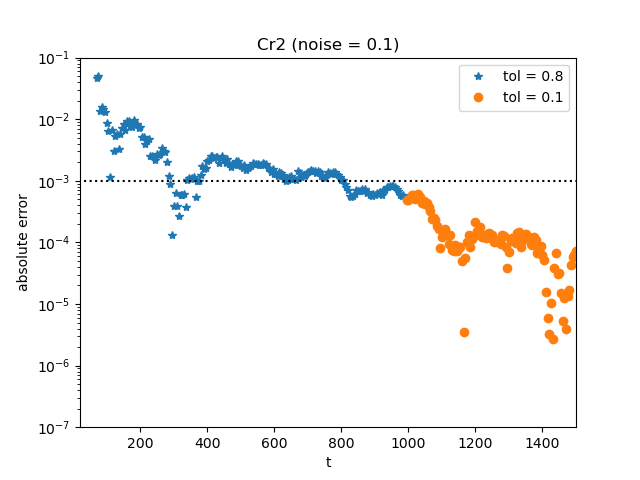 Cr2 (noise = 0.1)
tol = 0.8
tol = 0.1
absolute error
10⁻¹
10⁻²
10⁻³
10⁻⁴
10⁻⁵
10⁻⁶
10⁻⁷
200 400 600 800 1000 1200 1400
t